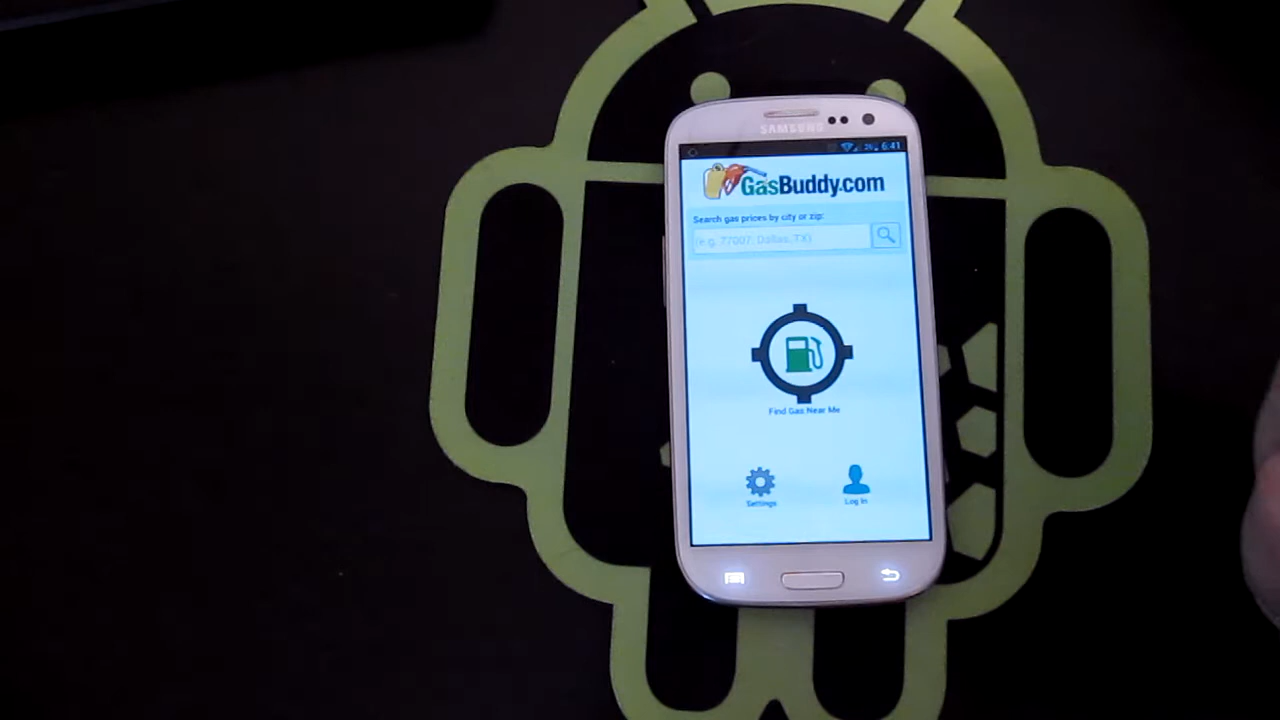 SAMSUNG
6:41
GasBuddy.com
Search gas prices by city or zip:
(e.g. 77007, Dallas, TX)
Find Gas Near Me
Settings
Log In